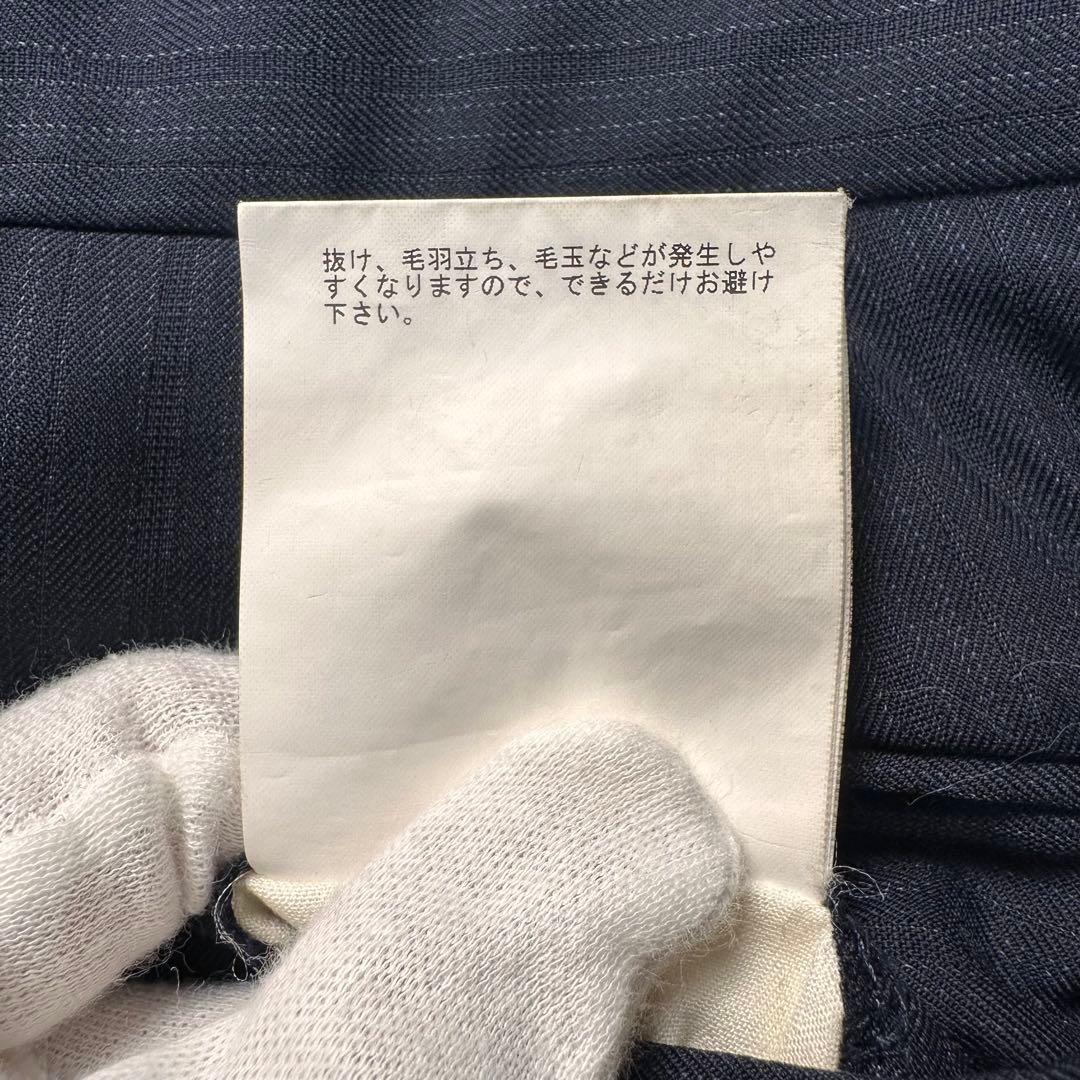 抜け、毛羽立ち、毛玉などが発生しや
すくなりますので、できるだけお避け
下さい。